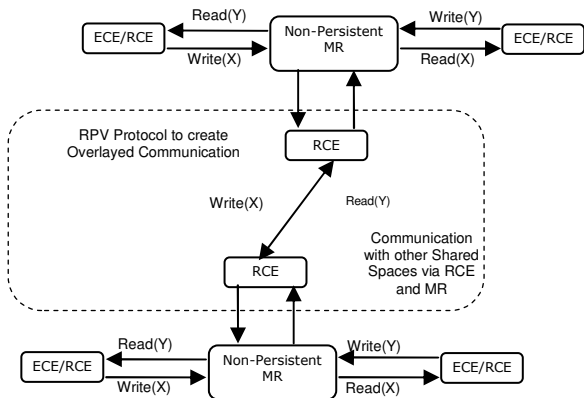 Read(Y)
Write(Y)
ECE/RCE
Non-Persistent
MR
ECE/RCE
Write(X)
Read(X)
RPV Protocol to create
Overlayed Communication
RCE
Write(X)
Read(Y)
Communication
with other Shared
Spaces via RCE
and MR
RCE
Read(Y)
Write(Y)
ECE/RCE
Non-Persistent
MR
ECE/RCE
Write(X)
Read(X)